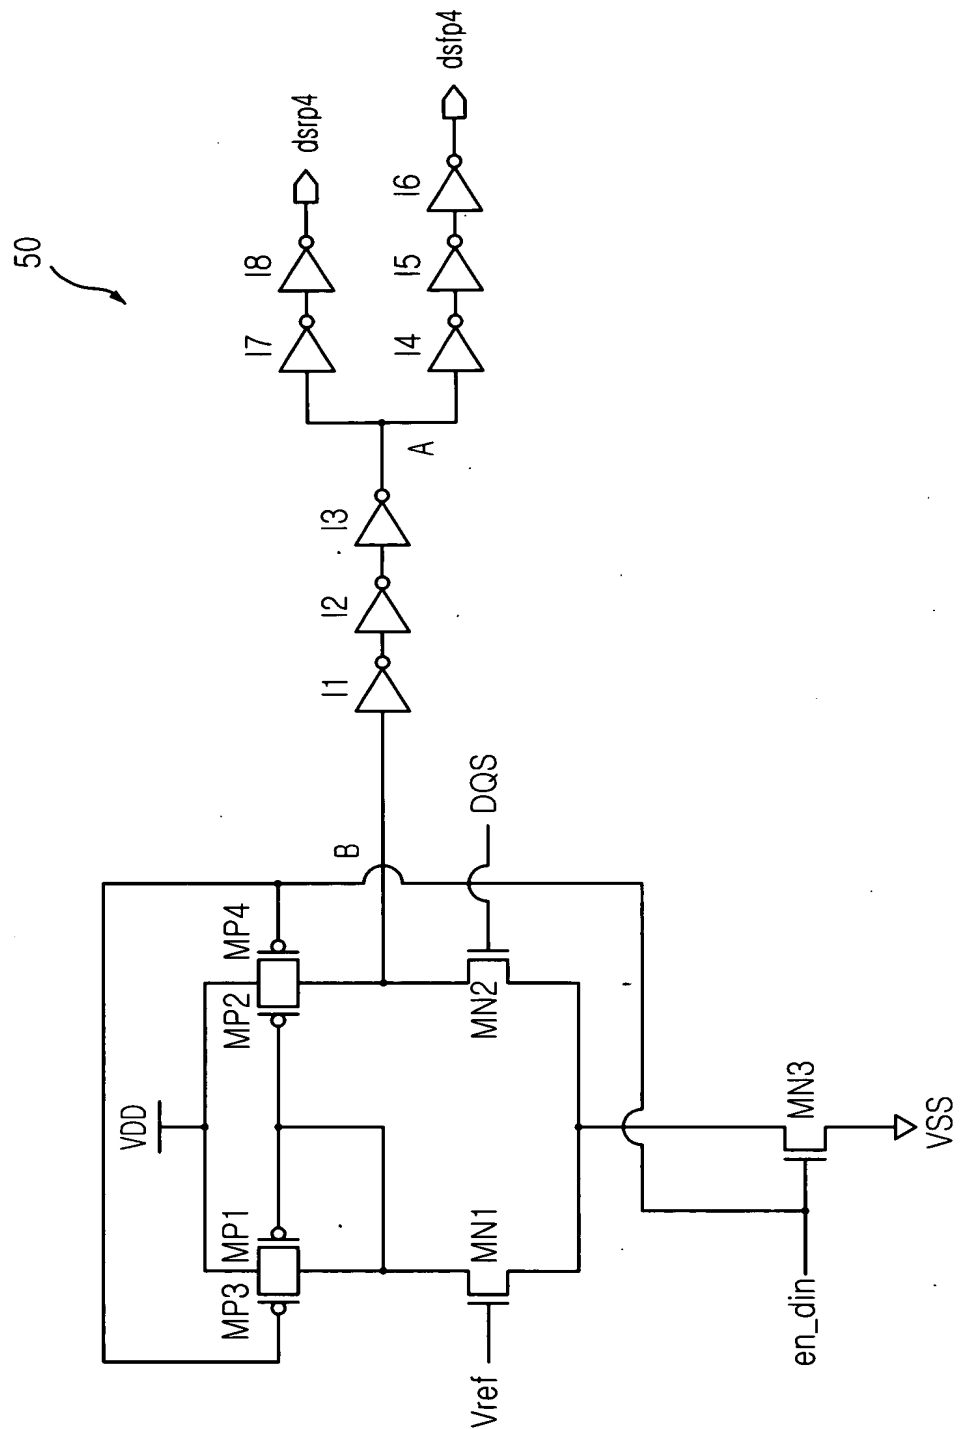 50
dsrp4
dsfp4
I7
I8
I4
I5
I6
A
I1
I2
I3
B
VDD
MP3
MP1
MP2
MP4
Vref
MN1
MN2
DQS
en_din
MN3
VSS